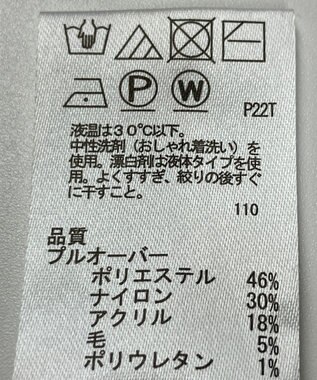 P W
P22T
液温は30℃以下。
中性洗剤（おしゃれ着洗い）を
使用。漂白剤は液体タイプを使
用。よくすすぎ、絞りの後すぐ
に干すこと。
110
品質
プルオーバー
ポリエステル 46%
ナイロン 30%
アクリル 18%
毛 5%
ポリウレタン 1%